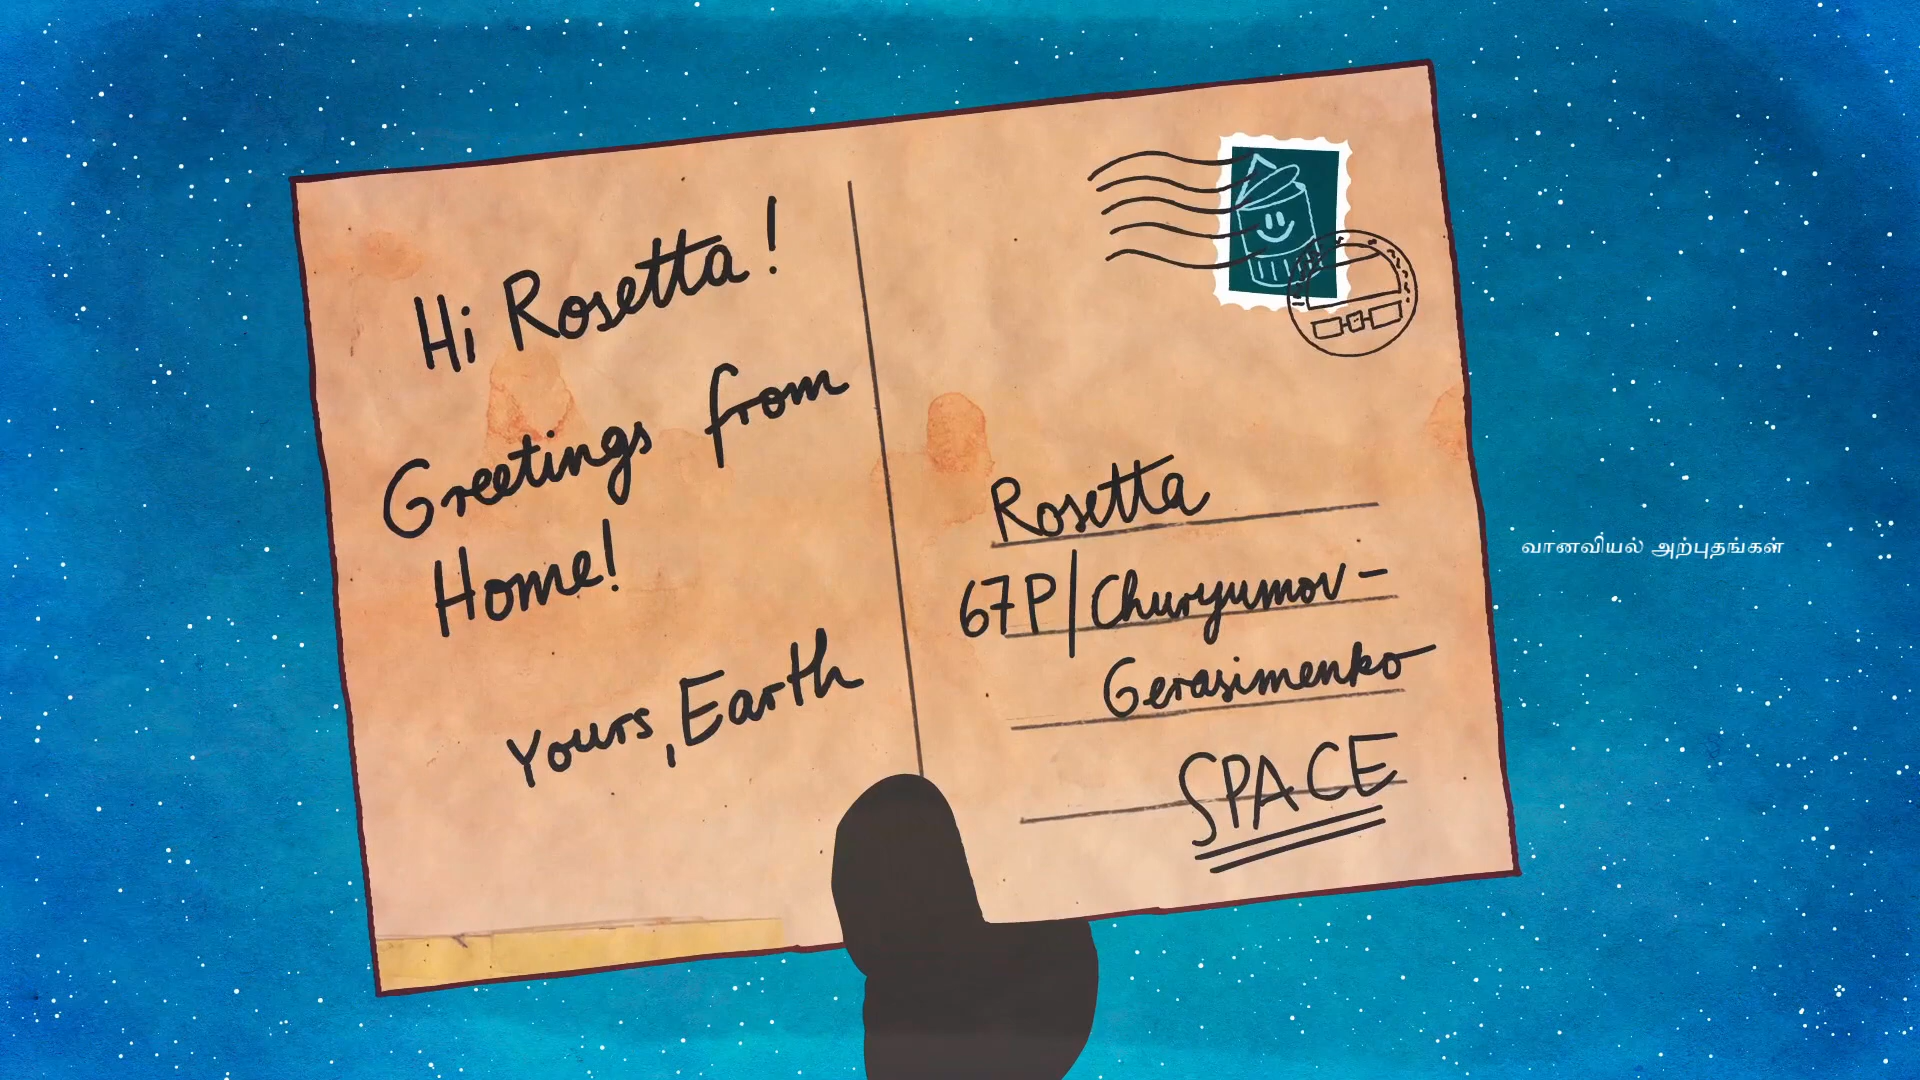 Hi Rosetta!
Greetings from
Home!
Yours, Earth
Rosetta
67P/Churyumov-
Gerasimenko
SPACE
வானவியல் அற்புதங்கள்